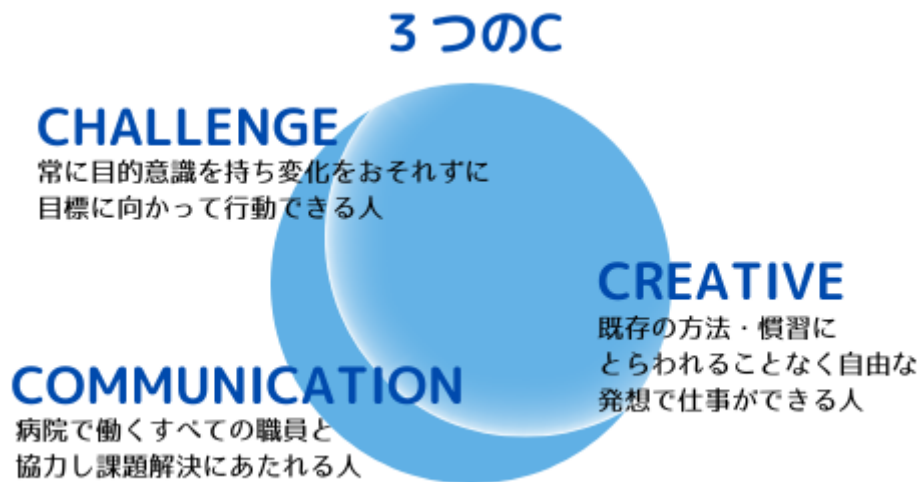 3つのC
CHALLENGE
常に目的意識を持ち変化をおそれずに
目標に向かって行動できる人
CREATIVE
既存の方法・慣習に
とらわれることなく自由な
発想で仕事ができる人
COMMUNICATION
病院で働くすべての職員と
協力し課題解決にあたれる人